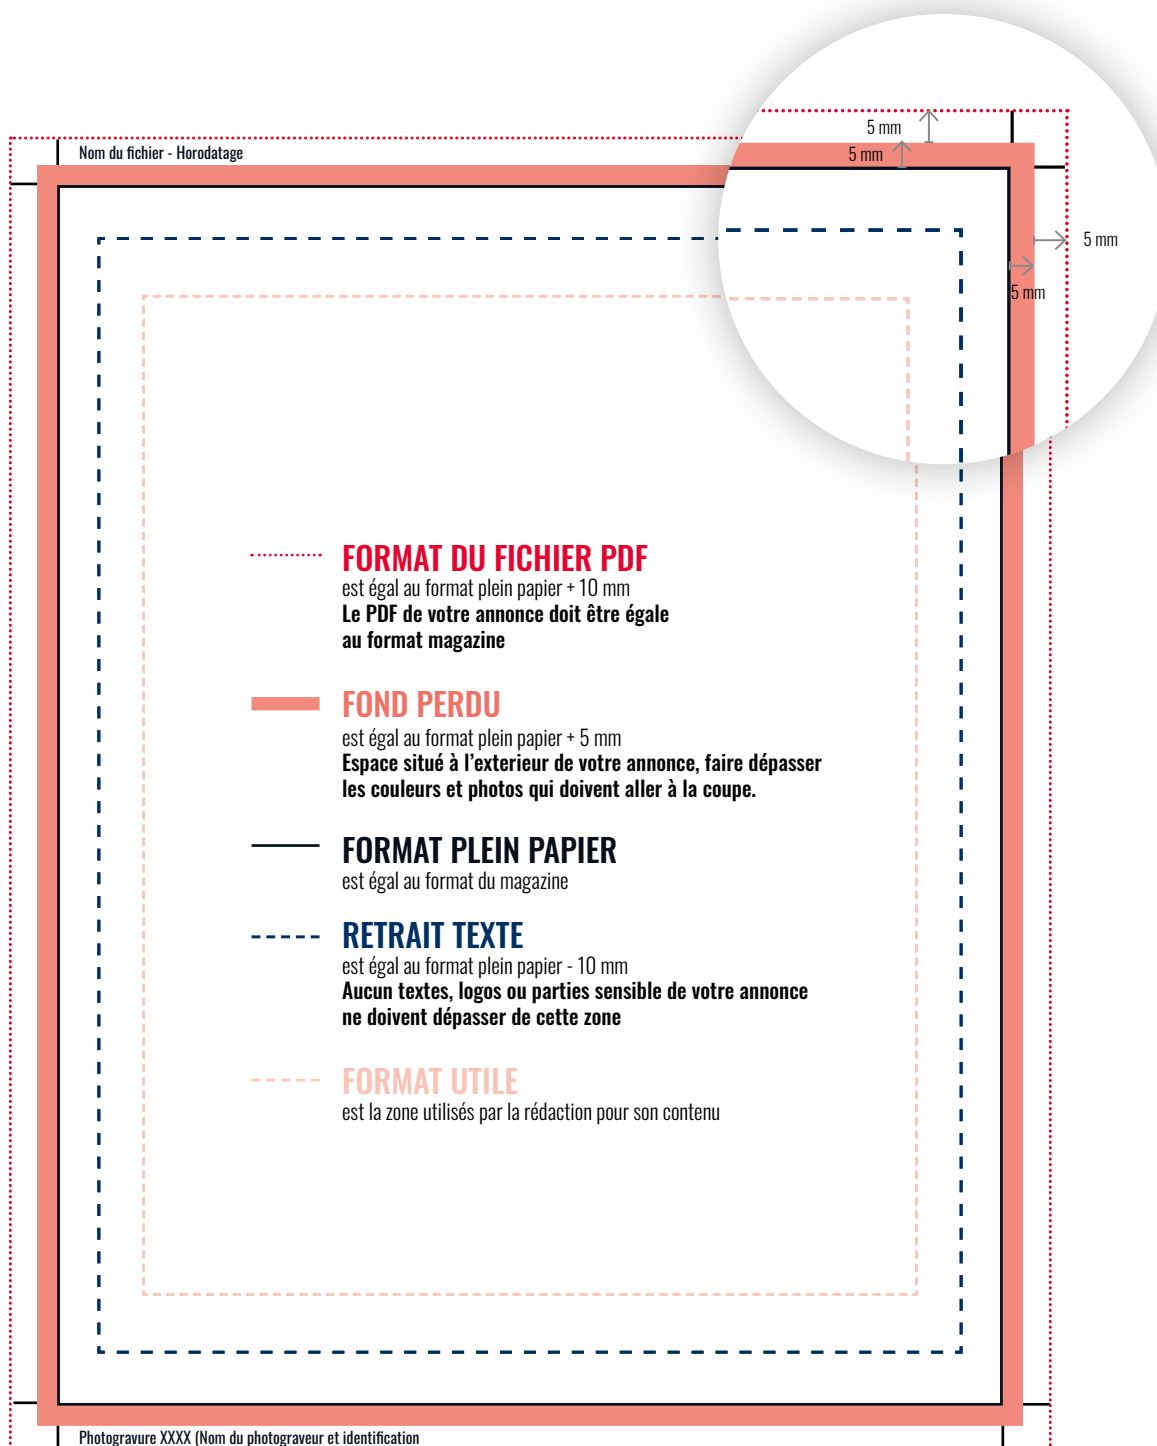 5 mm
Nom du fichier - Horodatage
5 mm
5 mm
5 mm
FORMAT DU FICHIER PDF
est égal au format plein papier + 10 mm
Le PDF de votre annonce doit être égale
au format magazine
FOND PERDU
est égal au format plein papier + 5 mm
Espace situé à l'exterieur de votre annonce, faire dépasser
les couleurs et photos qui doivent aller à la coupe.
FORMAT PLEIN PAPIER
est égal au format du magazine
RETRAIT TEXTE
est égal au format plein papier - 10 mm
Aucun textes, logos ou parties sensible de votre annonce
ne doivent dépasser de cette zone
FORMAT UTILE
est la zone utilisés par la rédaction pour son contenu
Photogravure XXXX (Nom du photograveur et identification